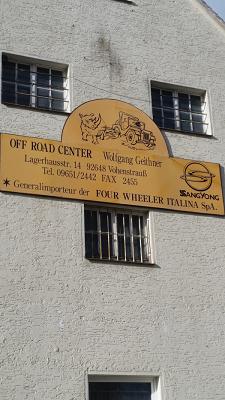 OFF ROAD CENTER Wolfgang Geithner
Lagerhausstr. 14 92648 Vohenstrauß
Tel. 09651/2442 FAX 2455
SSANGYONG
* Generalimporteur der FOUR WHEELER ITALINA SpA.